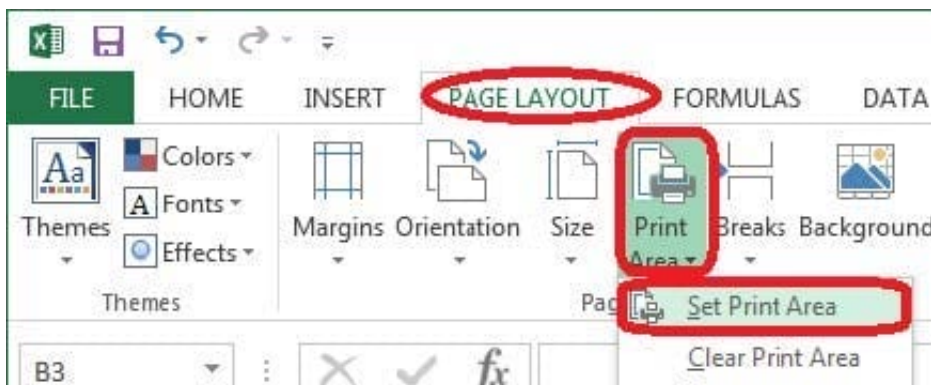 FILE HOME INSERT PAGE LAYOUT FORMULAS DATA
Aa Colors
A Fonts
Themes Effects Margins Orientation Size Print Area Breaks Background
Themes
Set Print Area
Clear Print Area
B3 fx